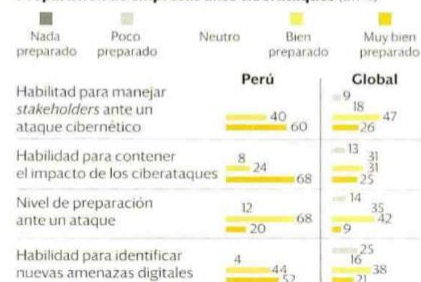 Nada preparado
Poco preparado
Neutro
Bien preparado
Muy bien preparado
Perú
Global
Habilitad para manejar
stakeholders ante un
ataque cibernético
40
60
9
18
47
26
Habilidad para contener
el impacto de los ciberataques
8
24
68
13
31
31
25
Nivel de preparación
ante un ataque
12
68
20
14
35
42
9
Habilidad para identificar
nuevas amenazas digitales
4
44
52
25
16
38
21